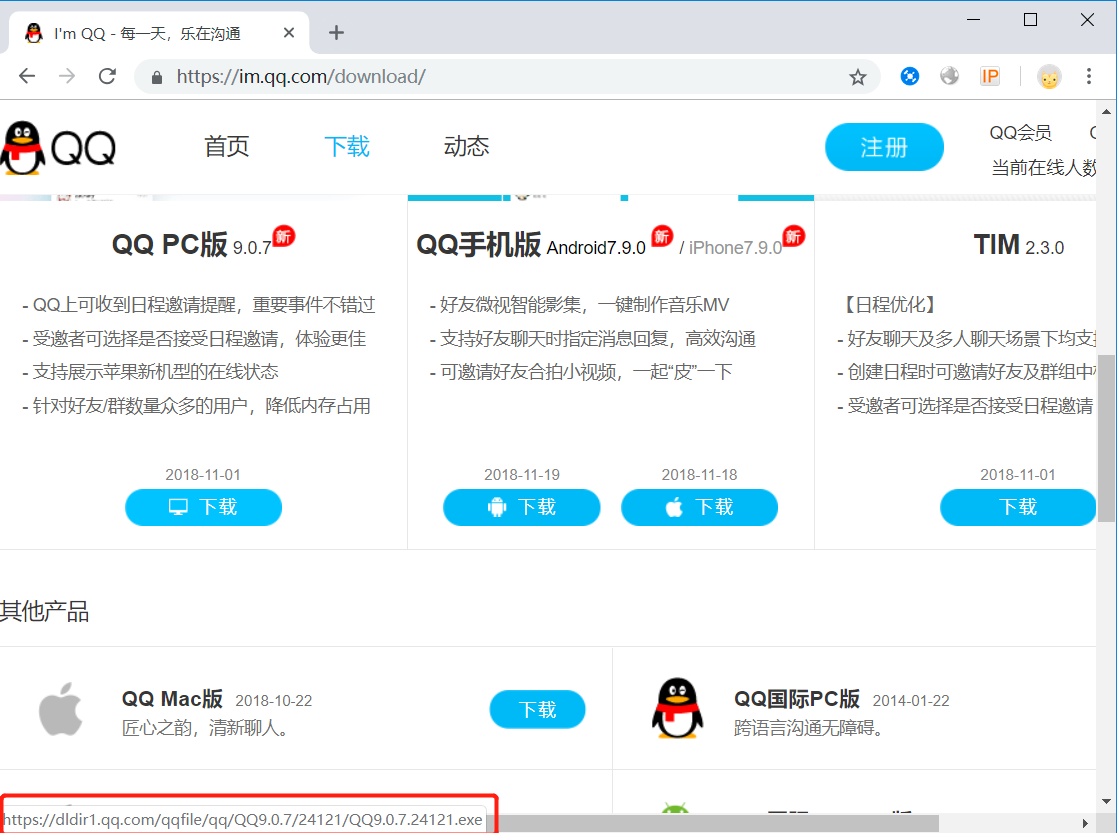 I'm QQ - 每一天，乐在沟通
https://im.qq.com/download/
IP
QQ
首页
下载
动态
注册
QQ会员
当前在线人数
QQ PC版 9.0.7 新
- QQ上可收到日程邀请提醒，重要事件不错过
- 受邀者可选择是否接受日程邀请，体验更佳
- 支持展示苹果新机型的在线状态
- 针对好友/群数量众多的用户，降低内存占用
2018-11-01
下载
QQ手机版 Android7.9.0 新 / iPhone7.9.0 新
- 好友微视智能影集，一键制作音乐MV
- 支持好友聊天时指定消息回复，高效沟通
- 可邀请好友合拍小视频，一起“皮”一下
2018-11-19
下载
2018-11-18
下载
TIM 2.3.0
【日程优化】
- 好友聊天及多人聊天场景下均支
- 创建日程时可邀请好友及群组中
- 受邀者可选择是否接受日程邀请
2018-11-01
下载
其他产品
QQ Mac版 2018-10-22
匠心之韵，清新聊人。
下载
QQ国际PC版 2014-01-22
跨语言沟通无障碍。
https://dldir1.qq.com/qqfile/qq/QQ9.0.7/24121/QQ9.0.7.24121.exe